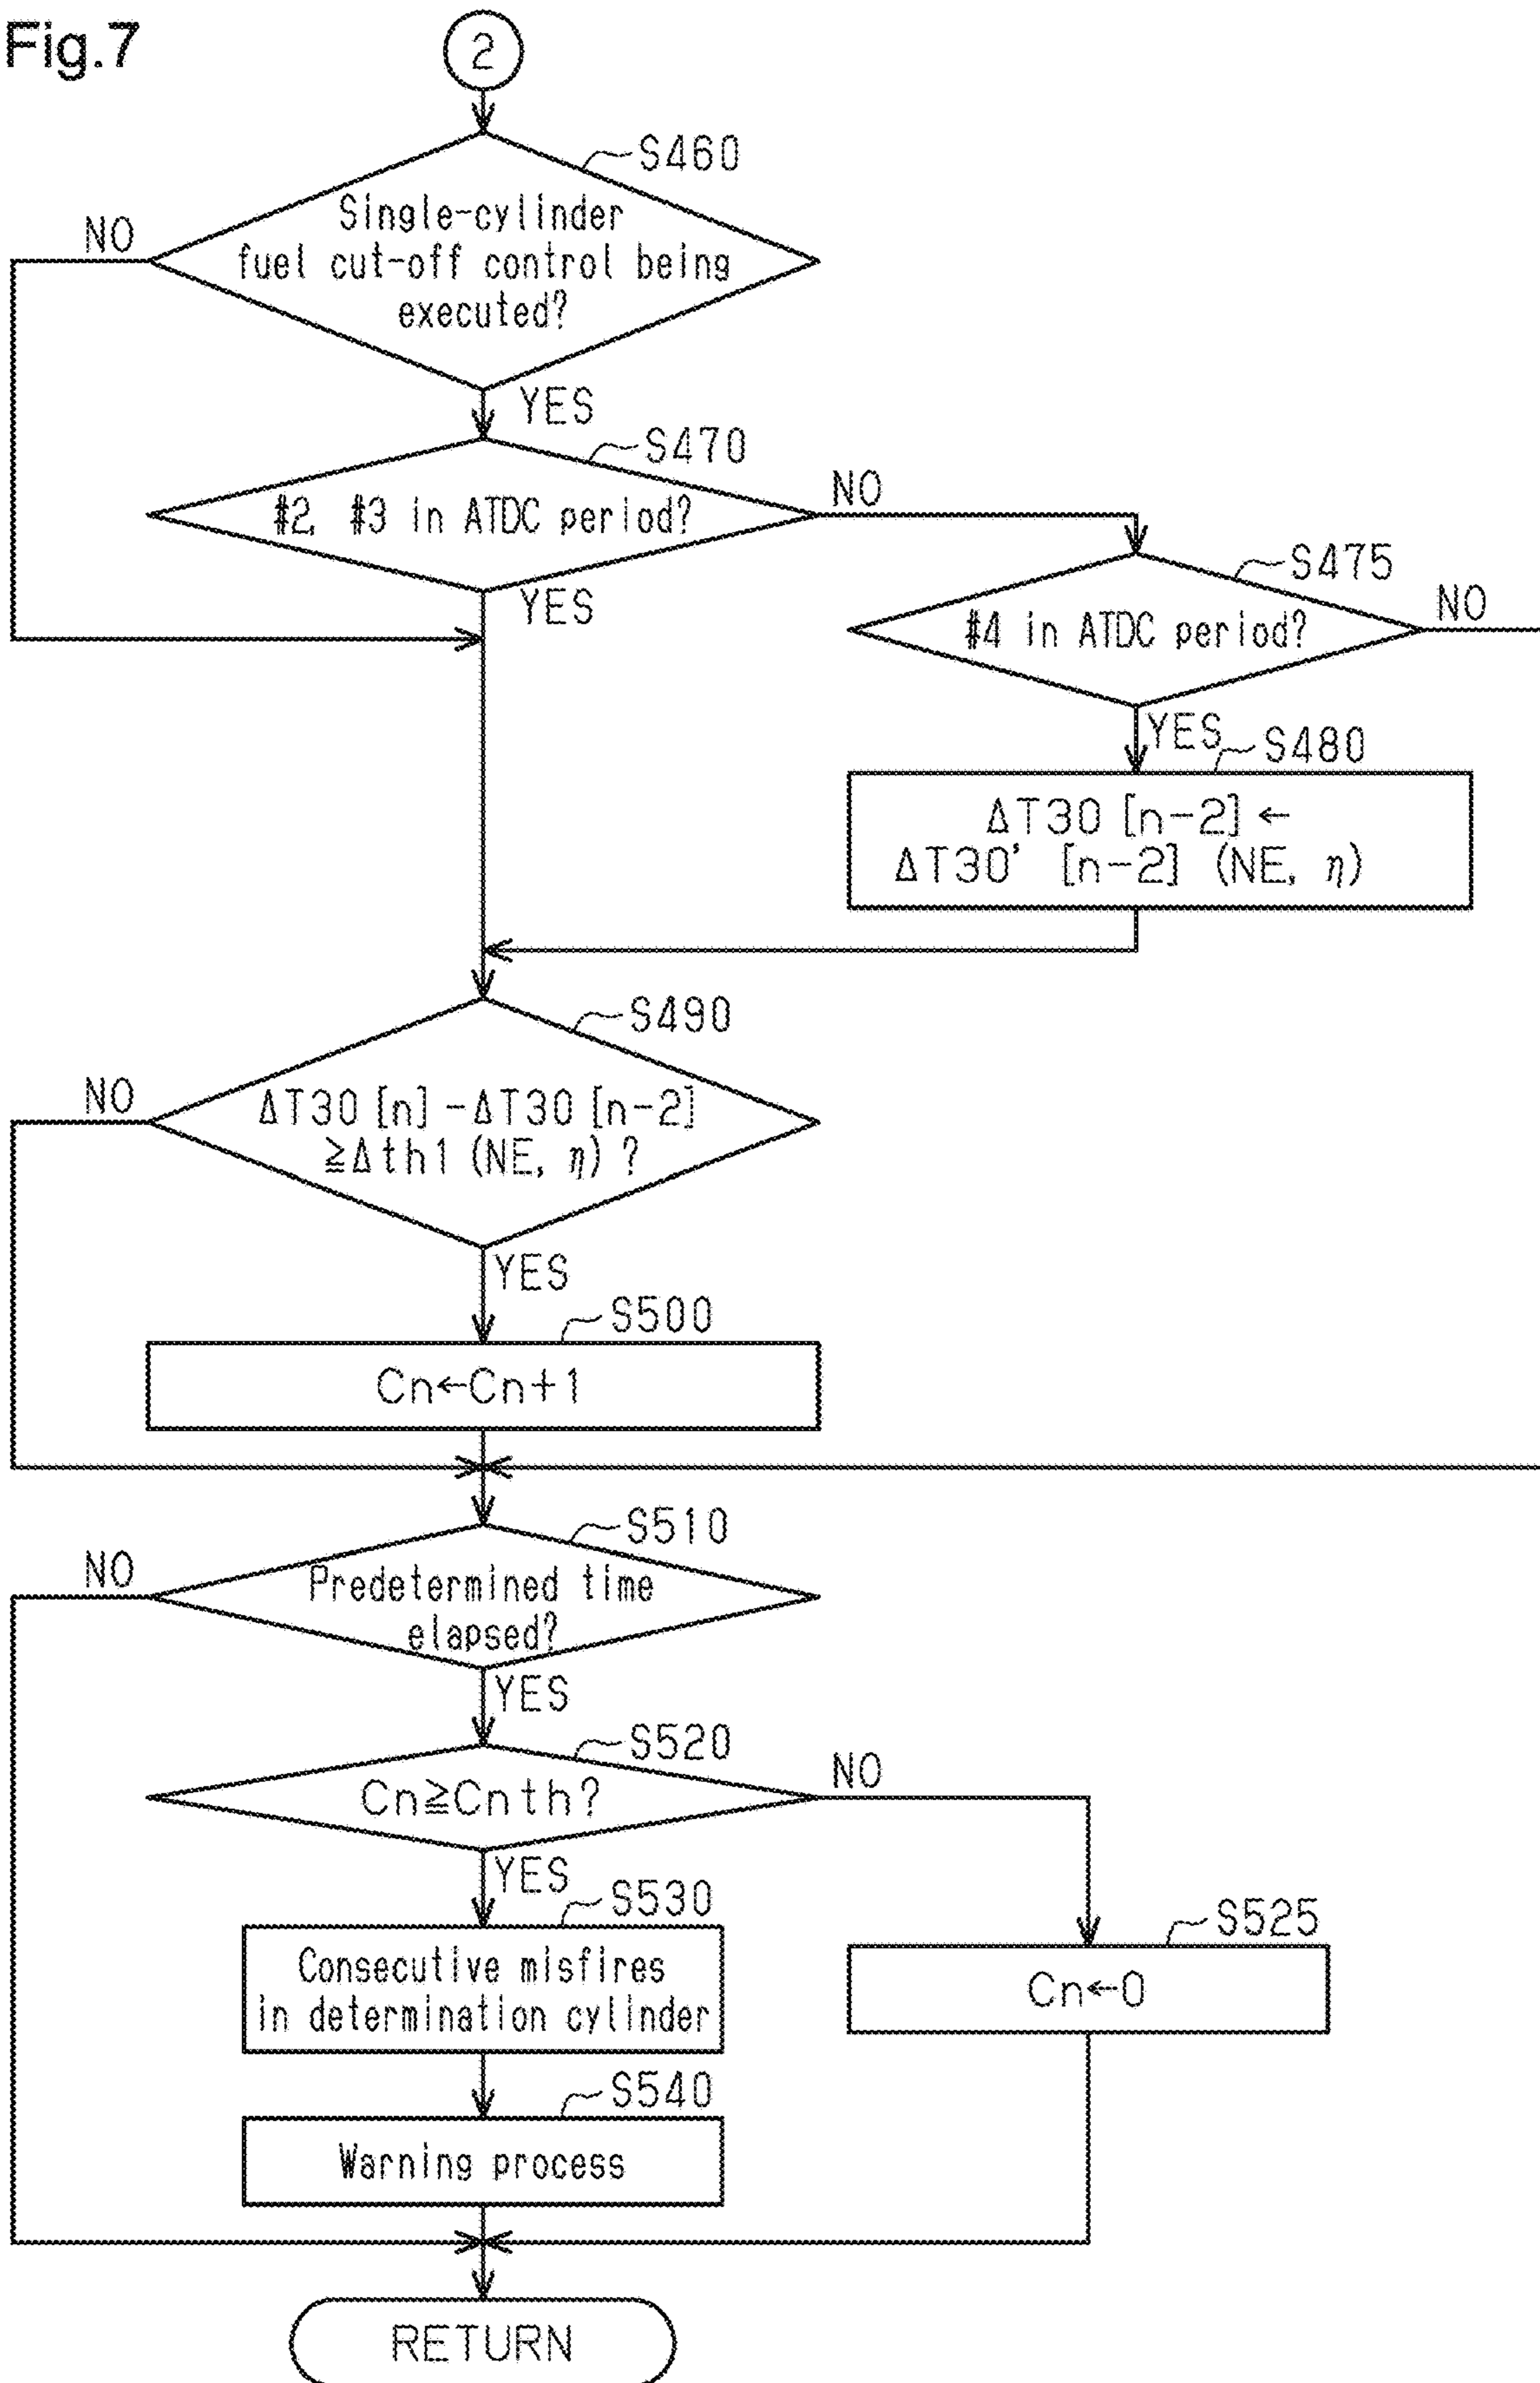 Fig.7
2
S460
Single-cylinder
fuel cut-off control being
executed?
NO
YES
S470
#2, #3 in ATDC period?
NO
YES
S475
#4 in ATDC period?
NO
YES
S480
ΔT30 [n-2] ←
ΔT30' [n-2] (NE, η)
S490
ΔT30 [n] -ΔT30 [n-2]
≧Δth1 (NE, η) ?
NO
YES
S500
Cn←Cn+1
S510
Predetermined time
elapsed?
NO
YES
S520
Cn≧Cnth?
NO
YES
S530
Consecutive misfires
in determination cylinder
S525
Cn←0
S540
Warning process
RETURN